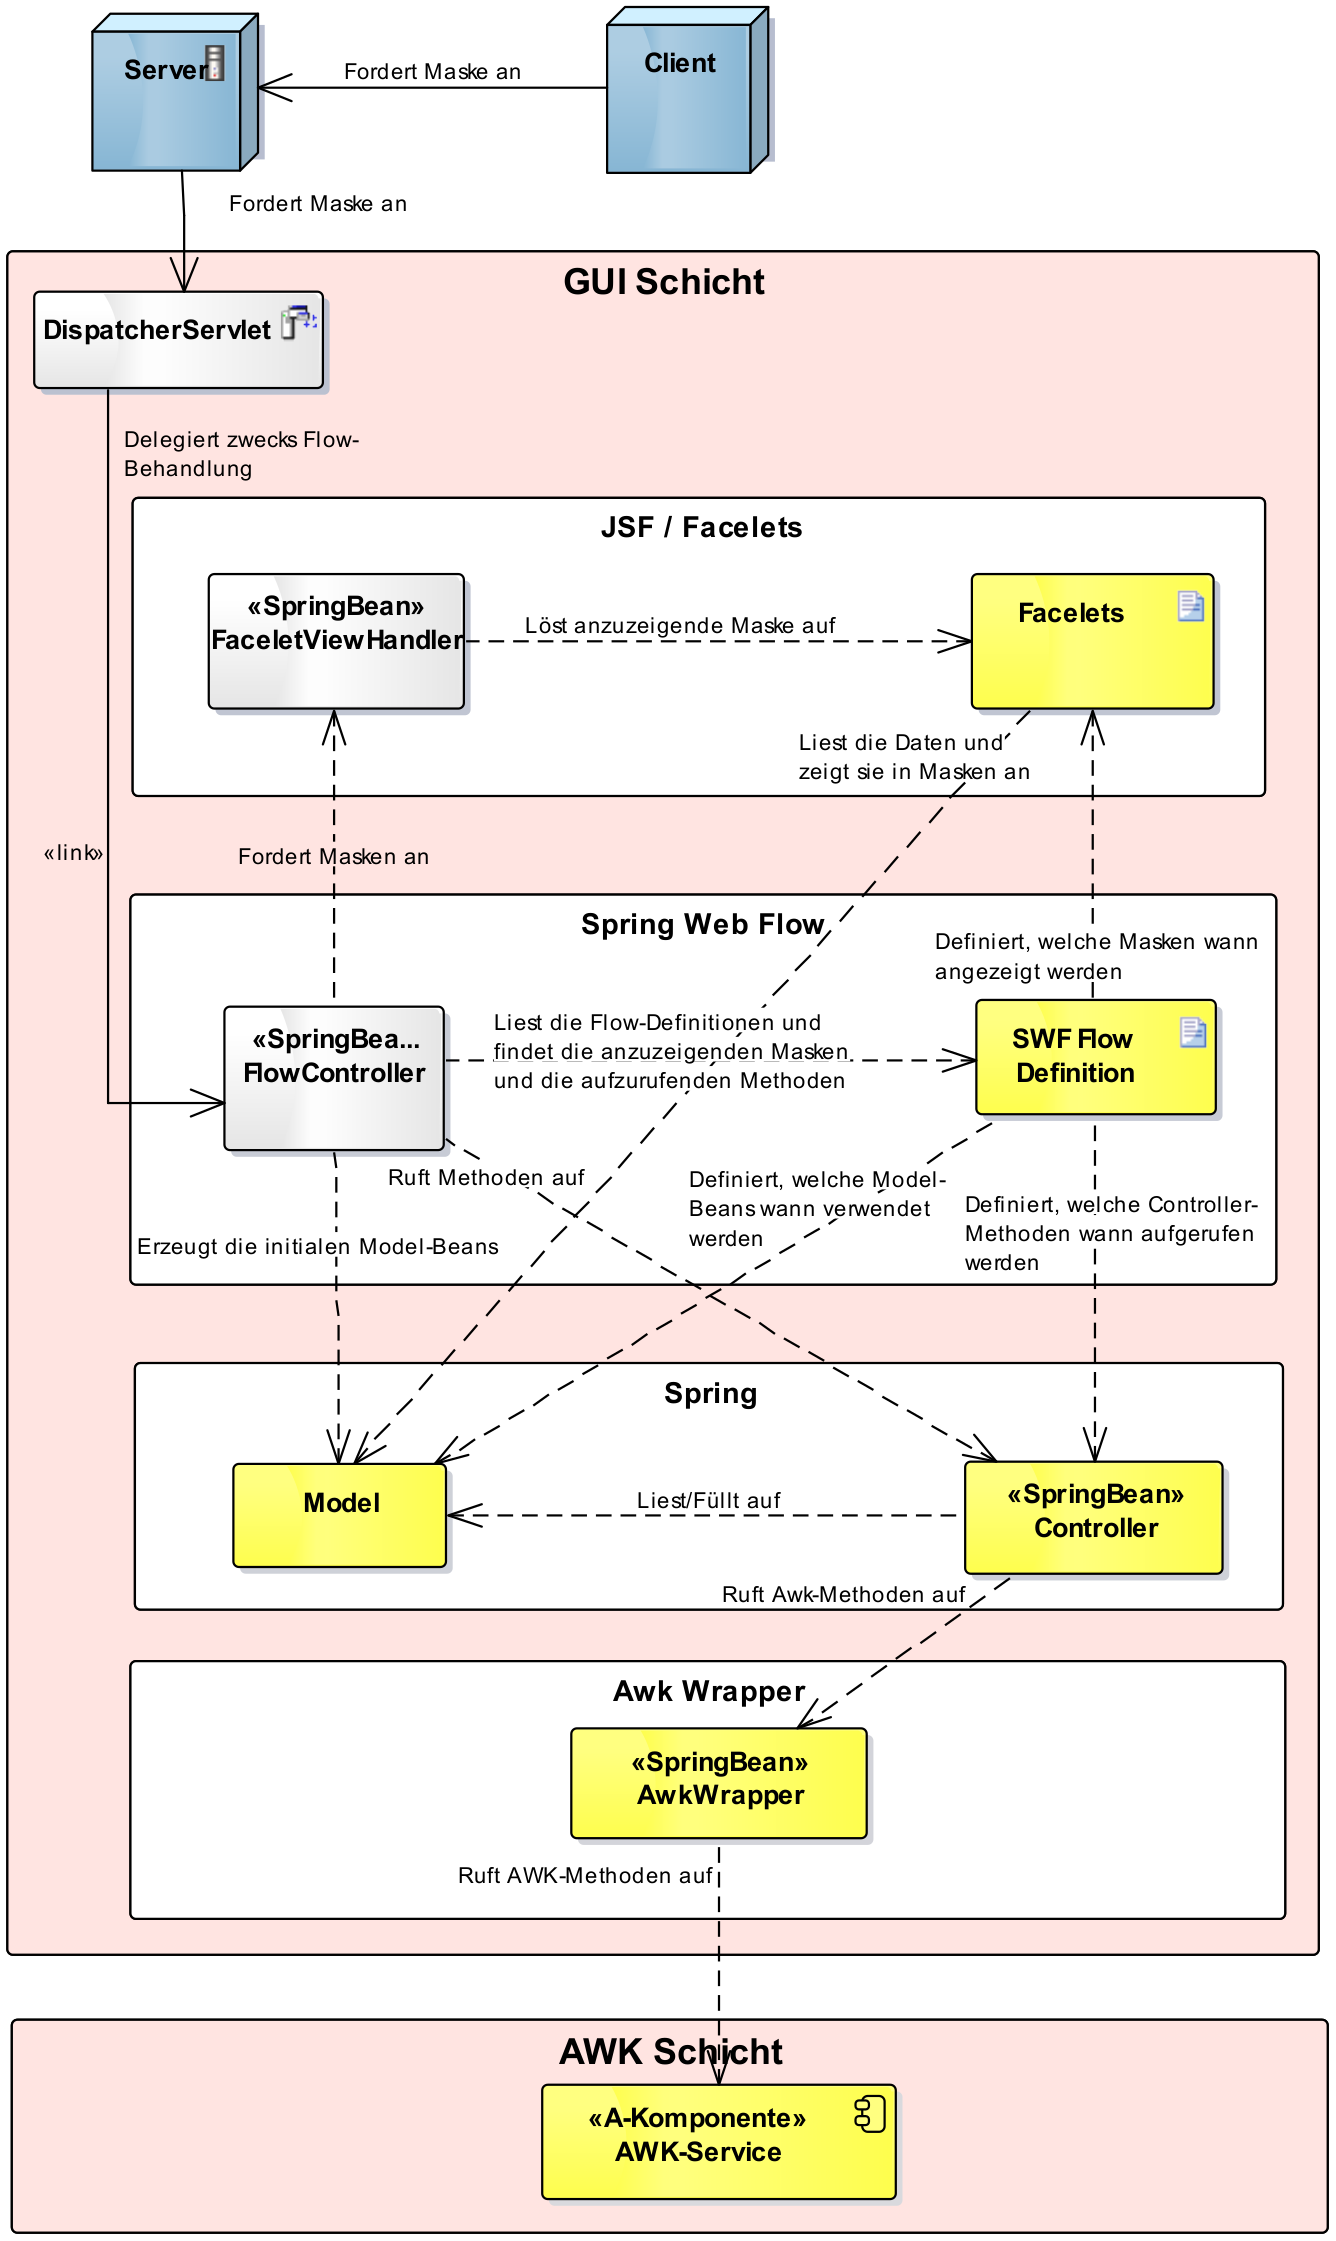 Server
Fordert Maske an
Client
Fordert Maske an
GUI Schicht
DispatcherServlet
Delegiert zwecks Flow-
Behandlung
JSF / Facelets
«SpringBean»
FaceletViewHandler
Löst anzuzeigende Maske auf
Facelets
Liest die Daten und
zeigt sie in Masken an
«link»
Fordert Masken an
Spring Web Flow
Definiert, welche Masken wann
angezeigt werden
«SpringBea...
FlowController
Liest die Flow-Definitionen und
findet die anzuzeigenden Masken
und die aufzurufenden Methoden
SWF Flow
Definition
Ruft Methoden auf
Definiert, welche Model-
Beans wann verwendet
werden
Definiert, welche Controller-
Methoden wann aufgerufen
werden
Erzeugt die initialen Model-Beans
Spring
Model
Liest/Füllt auf
«SpringBean»
Controller
Ruft Awk-Methoden auf
Awk Wrapper
«SpringBean»
AwkWrapper
Ruft AWK-Methoden auf
AWK Schicht
«A-Komponente»
AWK-Service